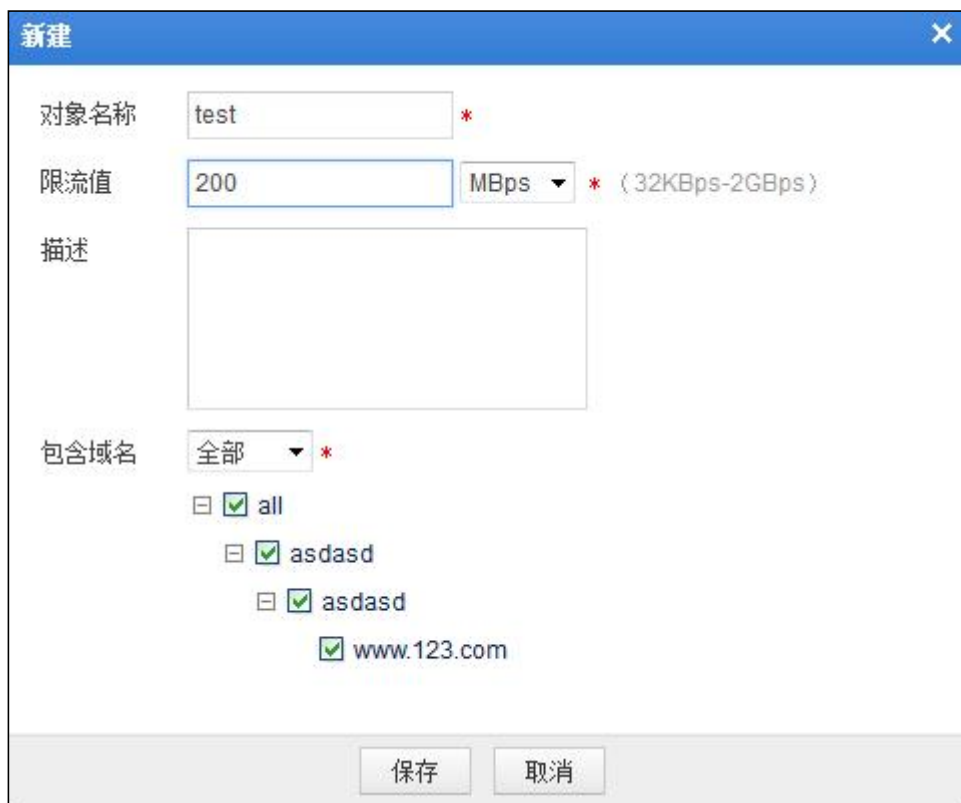 新建
对象名称 test *
限流值 200 MBps * (32KBps-2GBps)
描述
包含域名 全部 *
all
asdasd
asdasd
www.123.com
保存 取消